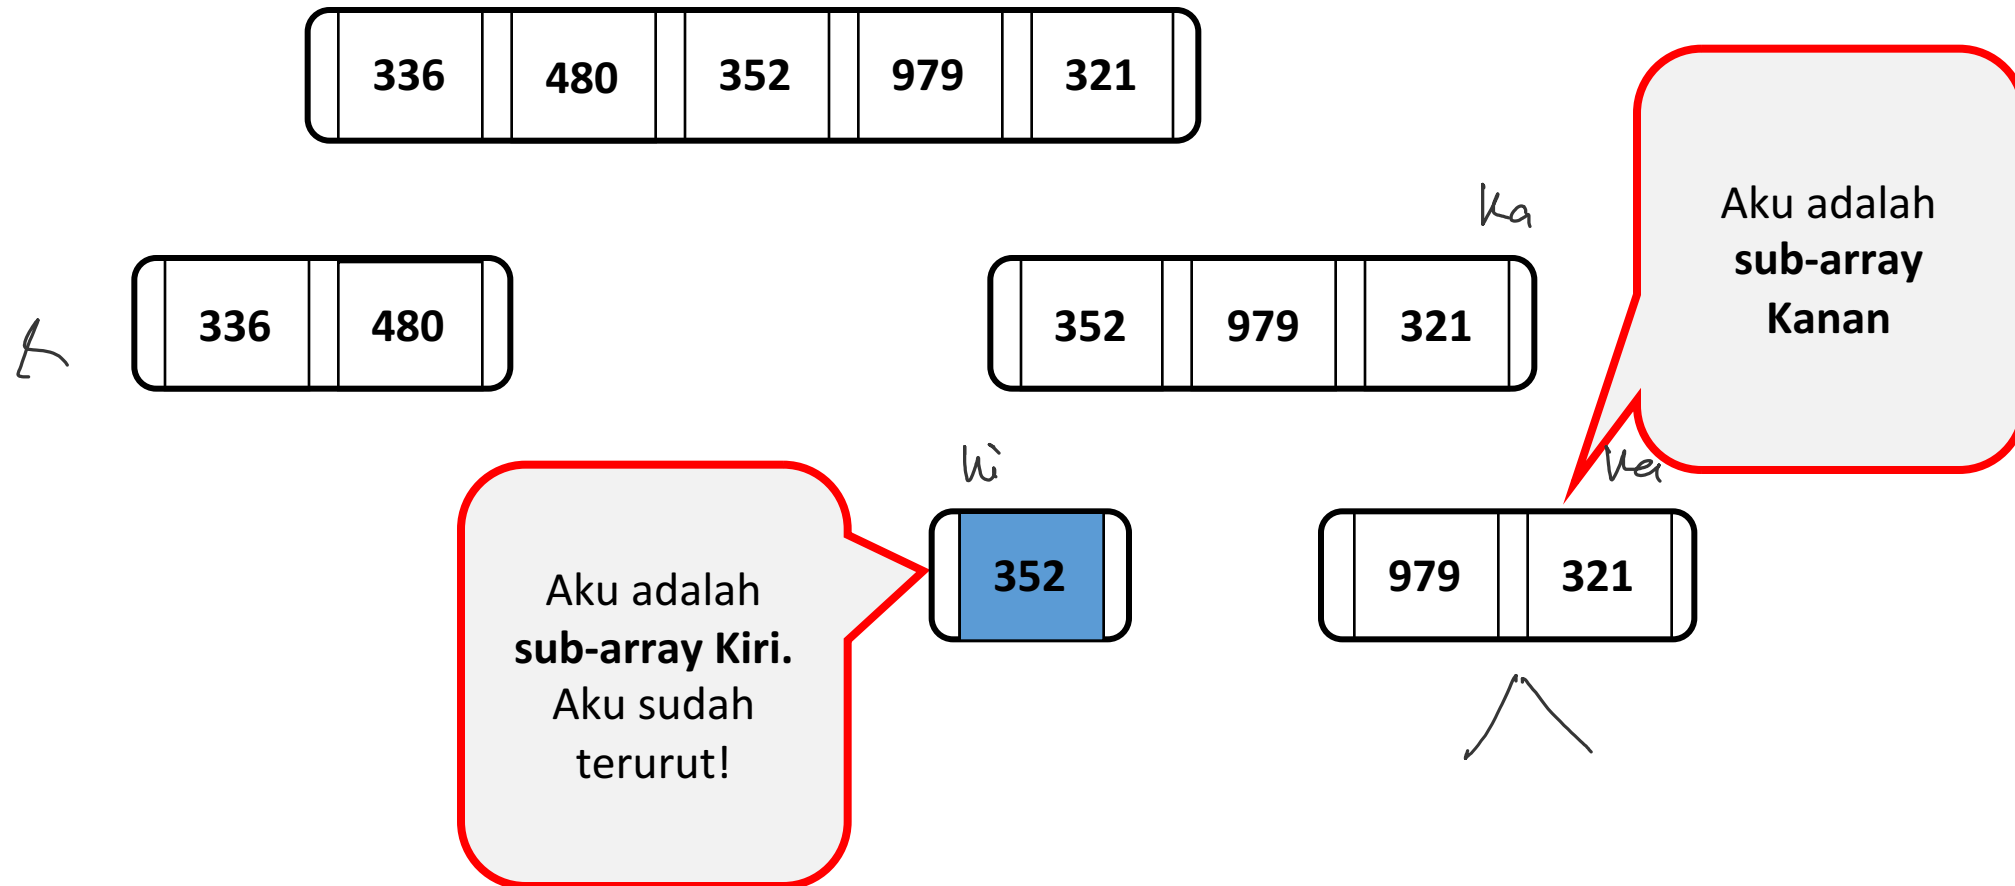 336 480 352 979 321
Ka
336 480
352 979 321
Aku adalah
sub-array
Kanan
ki
ka
352
979 321
Aku adalah
sub-array Kiri.
Aku sudah
terurut!